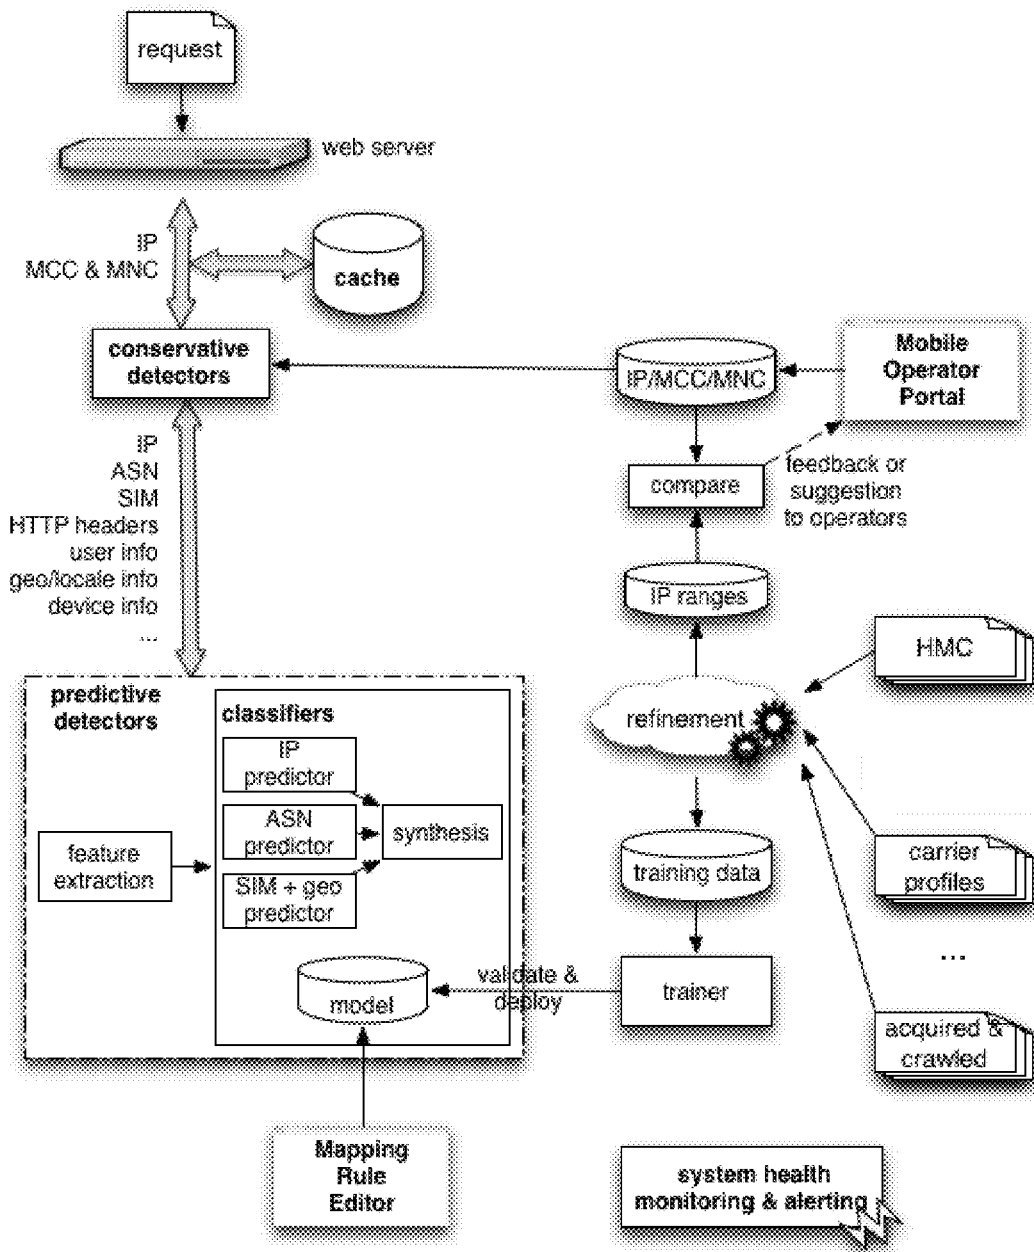 request
web server
IP
MCC & MNC
cache
conservative
detectors
IP/MCC/MNC
Mobile
Operator
Portal
IP
ASN
SIM
HTTP headers
user info
geo/locale info
device info
...
compare
feedback or
suggestion
to operators
IP ranges
HMC
refinement
predictive
detectors
classifiers
IP
predictor
ASN
predictor
SIM + geo
predictor
synthesis
feature
extraction
training data
carrier
profiles
...
model
validate &
deploy
trainer
acquired &
crawled
Mapping
Rule
Editor
system health
monitoring & alerting